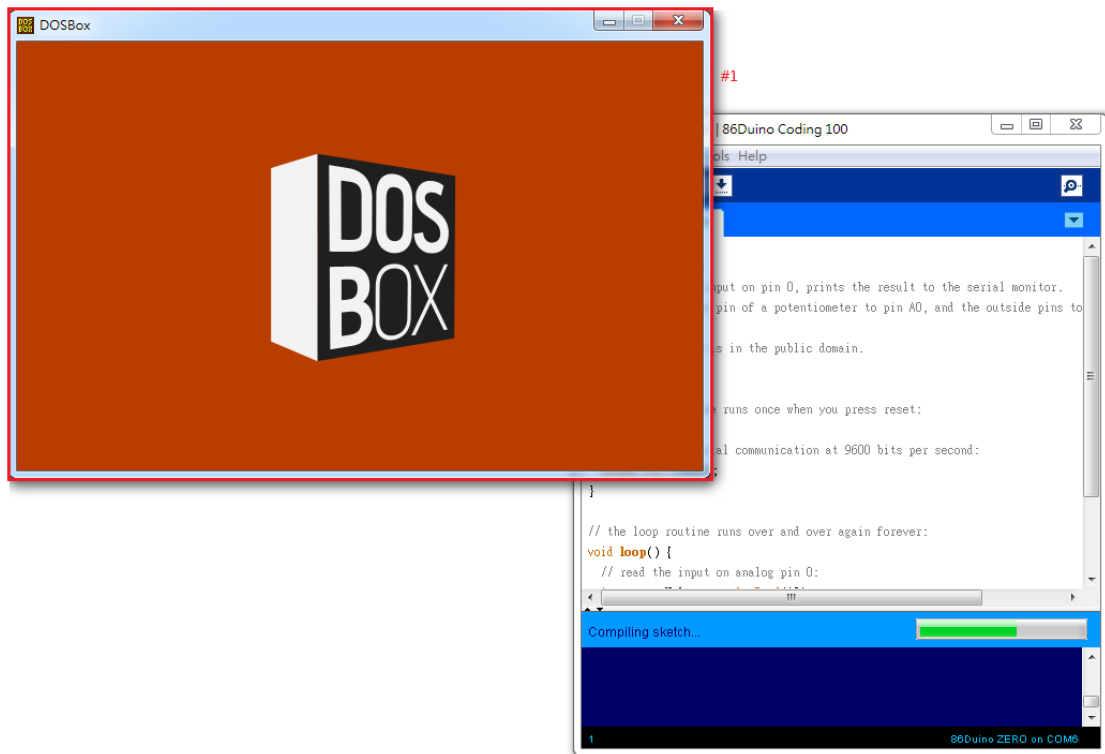 DOSBox
DOS
BOX
#1
| 86Duino Coding 100
Help
on pin 0, prints the result to the serial monitor.
pin of a potentiometer to pin A0, and the outside pins to
in the public domain.
runs once when you press reset:
communication at 9600 bits per second:
;
}
// the loop routine runs over and over again forever:
void loop() {
// read the input on analog pin 0:
Compiling sketch...
1
86Duino ZERO on COM6